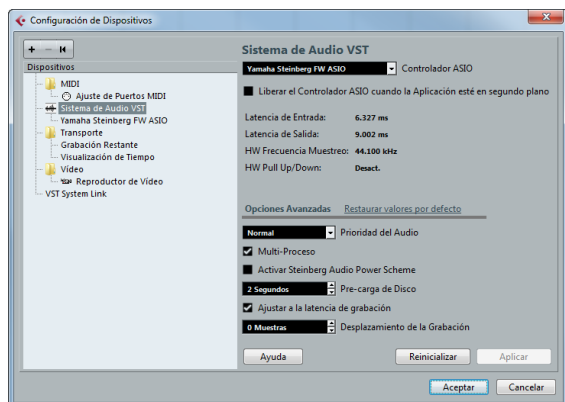 Configuración de Dispositivos
Dispositivos
MIDI
Ajuste de Puertos MIDI
Sistema de Audio VST
Yamaha Steinberg FW ASIO
Transporte
Grabación Restante
Visualización de Tiempo
Vídeo
Reproductor de Vídeo
VST System Link
Sistema de Audio VST
Yamaha Steinberg FW ASIO Controlador ASIO
Liberar el Controlador ASIO cuando la Aplicación esté en segundo plano
Latencia de Entrada: 6.327 ms
Latencia de Salida: 9.002 ms
HW Frecuencia Muestreo: 44.100 kHz
HW Pull Up/Down: Desact.
Opciones Avanzadas Restaurar valores por defecto
Normal Prioridad del Audio
Multi-Proceso
Activar Steinberg Audio Power Scheme
2 Segundos Pre-carga de Disco
Ajustar a la latencia de grabación
0 Muestras Desplazamiento de la Grabación
Ayuda Reinicializar Aplicar
Aceptar Cancelar